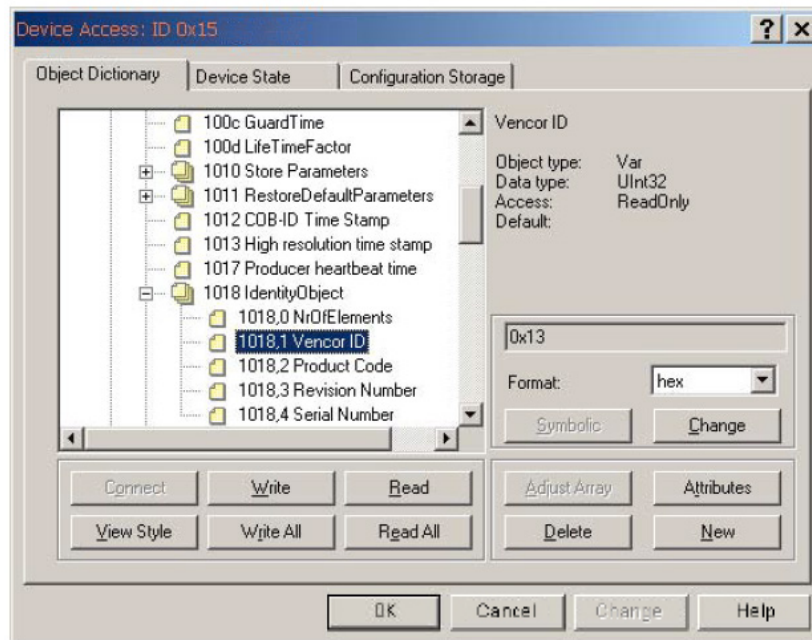 Device Access: ID 0x15
Object Dictionary
Device State
Configuration Storage
100c GuardTime
100d LifeTimeFactor
1010 Store Parameters
1011 RestoreDefaultParameters
1012 COB-ID Time Stamp
1013 High resolution time stamp
1017 Producer heartbeat time
1018 IdentityObject
1018,0 NrOfElements
1018,1 Vencor ID
1018,2 Product Code
1018,3 Revision Number
1018,4 Serial Number
Vencor ID
Object type: Var
Data type: UInt32
Access: ReadOnly
Default:
0x13
Format: hex
Symbolic
Change
Connect
Write
Read
View Style
Write All
Read All
Adjust Array
Attributes
Delete
New
OK
Cancel
Change
Help